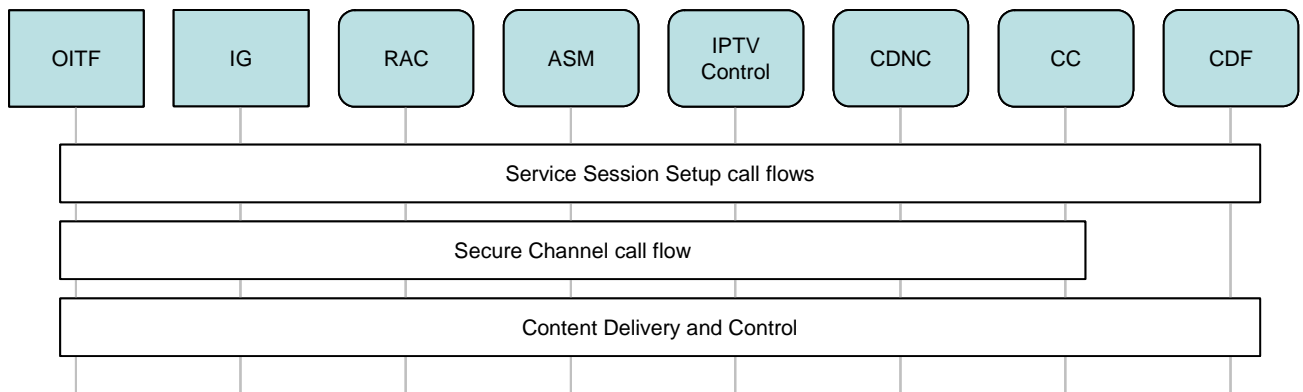 OITF
IG
RAC
ASM
IPTV
Control
CDNC
CC
CDF
Service Session Setup call flows
Secure Channel call flow
Content Delivery and Control